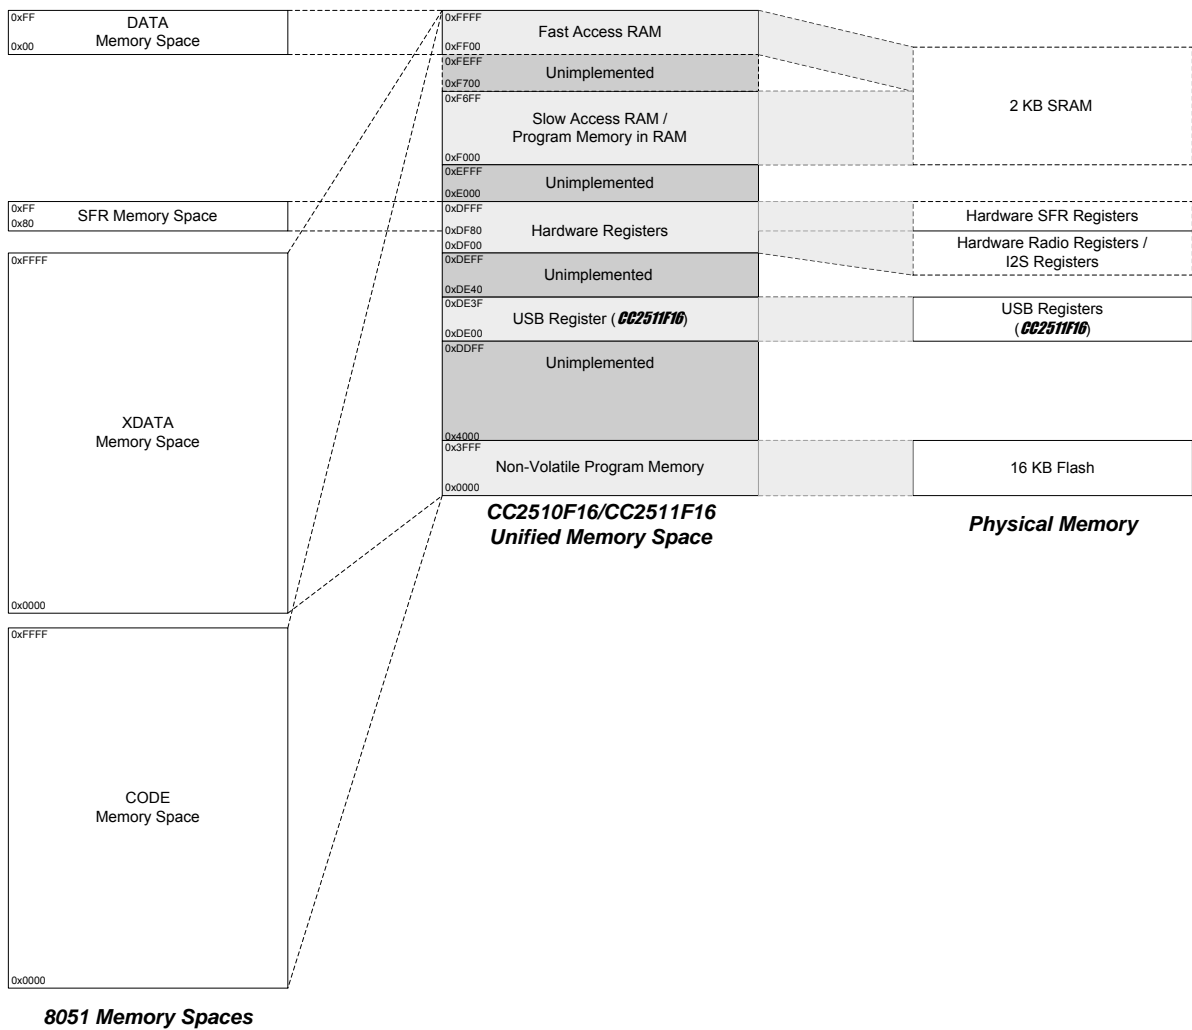 0xFF
DATA
Memory Space
0x00
0xFF
SFR Memory Space
0x80
0xFFFF
XDATA
Memory Space
0x0000
0xFFFF
CODE
Memory Space
0x0000
8051 Memory Spaces
0xFFFF
Fast Access RAM
0xFF00
0xFEFF
Unimplemented
0xF700
0xF6FF
Slow Access RAM /
Program Memory in RAM
0xF000
0xEFFF
Unimplemented
0xE000
0xDFFF
0xDF80
Hardware Registers
0xDF00
0xDEFF
Unimplemented
0xDE40
0xDE3F
USB Register (CC2511F16)
0xDE00
0xDDFF
Unimplemented
0x4000
0x3FFF
Non-Volatile Program Memory
0x0000
CC2510F16/CC2511F16
Unified Memory Space
2 KB SRAM
Hardware SFR Registers
Hardware Radio Registers /
I2S Registers
USB Registers
(CC2511F16)
16 KB Flash
Physical Memory